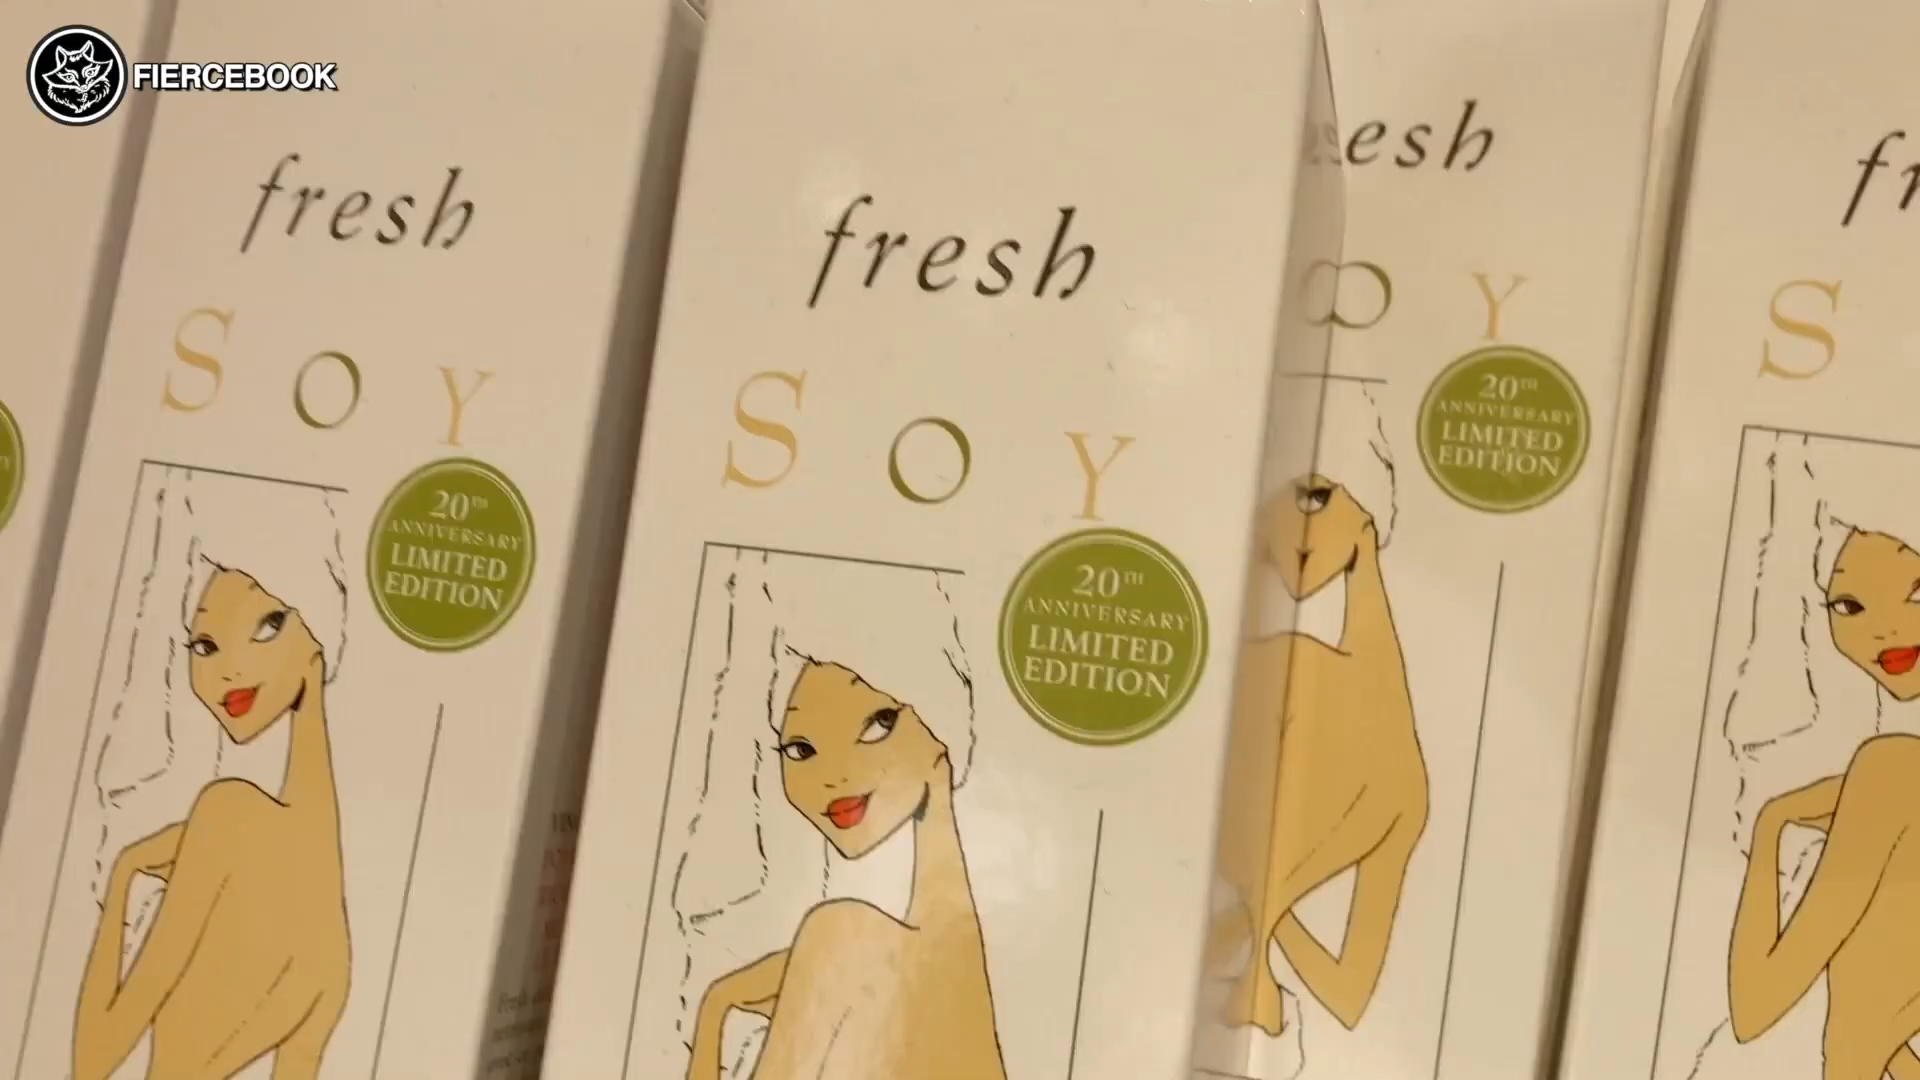 FIERCEBOOK
fresh
SOY
20TH
ANNIVERSARY
LIMITED
EDITION
fresh
SOY
20TH
ANNIVERSARY
LIMITED
EDITION
esh
OY
20TH
ANNIVERSARY
LIMITED
EDITION
fr
S